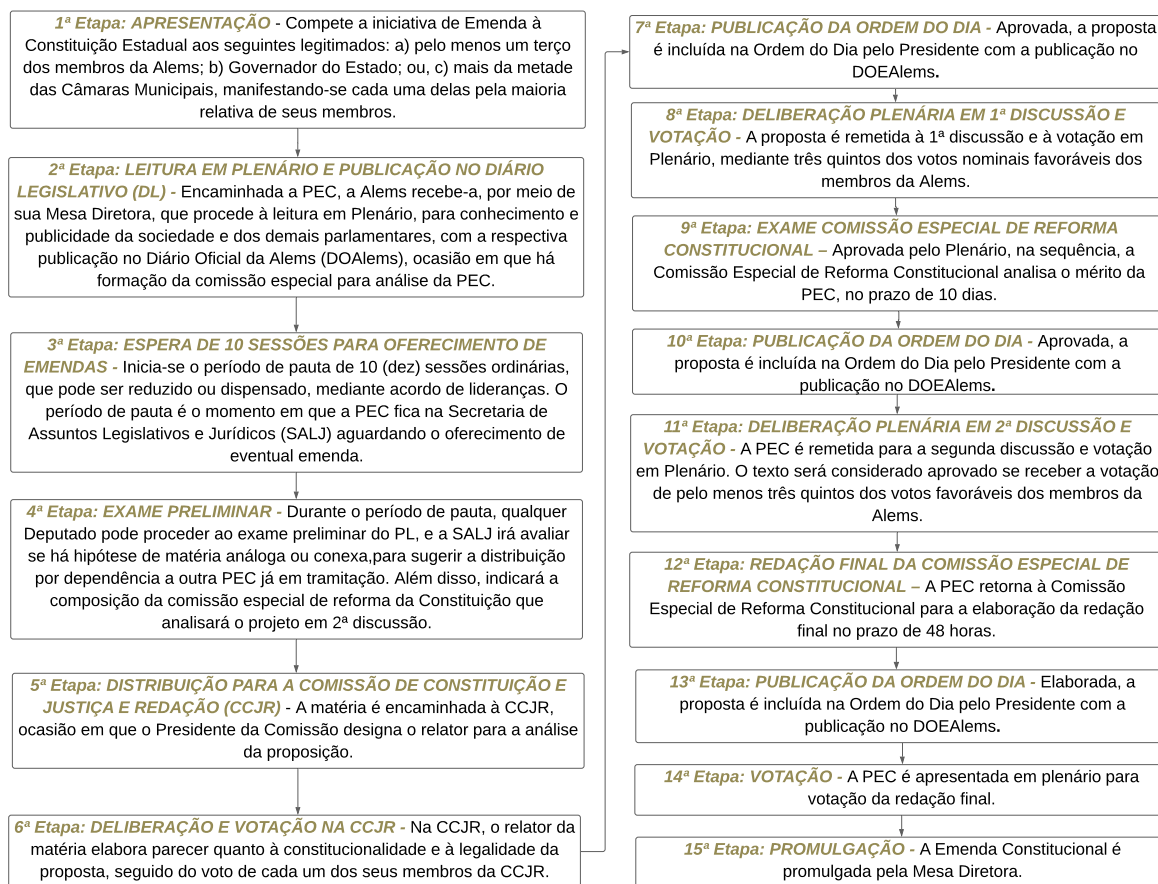 1ª Etapa: APRESENTAÇÃO - Compete a iniciativa de Emenda à
Constituição Estadual aos seguintes legitimados: a) pelo menos um terço
dos membros da Alems; b) Governador do Estado; ou, c) mais da metade
das Câmaras Municipais, manifestando-se cada uma delas pela maioria
relativa de seus membros.
2ª Etapa: LEITURA EM PLENÁRIO E PUBLICAÇÃO NO DIÁRIO
LEGISLATIVO (DL) - Encaminhada a PEC, a Alems recebe-a, por meio de
sua Mesa Diretora, que procede à leitura em Plenário, para conhecimento e
publicidade da sociedade e dos demais parlamentares, com a respectiva
publicação no Diário Oficial da Alems (DOAlems), ocasião em que há
formação da comissão especial para análise da PEC.
3ª Etapa: ESPERA DE 10 SESSÕES PARA OFERECIMENTO DE
EMENDAS - Inicia-se o período de pauta de 10 (dez) sessões ordinárias,
que pode ser reduzido ou dispensado, mediante acordo de lideranças. O
período de pauta é o momento em que a PEC fica na Secretaria de
Assuntos Legislativos e Jurídicos (SALJ) aguardando o oferecimento de
eventual emenda.
4ª Etapa: EXAME PRELIMINAR - Durante o período de pauta, qualquer
Deputado pode proceder ao exame preliminar do PL, e a SALJ irá avaliar
se há hipótese de matéria análoga ou conexa,para sugerir a distribuição
por dependência a outra PEC já em tramitação. Além disso, indicará a
composição da comissão especial de reforma da Constituição que
analisará o projeto em 2ª discussão.
5ª Etapa: DISTRIBUIÇÃO PARA A COMISSÃO DE CONSTITUIÇÃO E
JUSTIÇA E REDAÇÃO (CCJR) - A matéria é encaminhada à CCJR,
ocasião em que o Presidente da Comissão designa o relator para a análise
da proposição.
6ª Etapa: DELIBERAÇÃO E VOTAÇÃO NA CCJR - Na CCJR, o relator da
matéria elabora parecer quanto à constitucionalidade e à legalidade da
proposta, seguido do voto de cada um dos seus membros da CCJR.
7ª Etapa: PUBLICAÇÃO DA ORDEM DO DIA - Aprovada, a proposta
é incluída na Ordem do Dia pelo Presidente com a publicação no
DOEAlems.
8ª Etapa: DELIBERAÇÃO PLENÁRIA EM 1ª DISCUSSÃO E
VOTAÇÃO - A proposta é remetida à 1ª discussão e à votação em
Plenário, mediante três quintos dos votos nominais favoráveis dos
membros da Alems.
9ª Etapa: EXAME COMISSÃO ESPECIAL DE REFORMA
CONSTITUCIONAL – Aprovada pelo Plenário, na sequência, a
Comissão Especial de Reforma Constitucional analisa o mérito da
PEC, no prazo de 10 dias.
10ª Etapa: PUBLICAÇÃO DA ORDEM DO DIA - Aprovada, a
proposta é incluída na Ordem do Dia pelo Presidente com a
publicação no DOEAlems.
11ª Etapa: DELIBERAÇÃO PLENÁRIA EM 2ª DISCUSSÃO E
VOTAÇÃO - A PEC é remetida para a segunda discussão e votação
em Plenário. O texto será considerado aprovado se receber a votação
de pelo menos três quintos dos votos favoráveis dos membros da
Alems.
12ª Etapa: REDAÇÃO FINAL DA COMISSÃO ESPECIAL DE
REFORMA CONSTITUCIONAL – A PEC retorna à Comissão
Especial de Reforma Constitucional para a elaboração da redação
final no prazo de 48 horas.
13ª Etapa: PUBLICAÇÃO DA ORDEM DO DIA - Elaborada, a
proposta é incluída na Ordem do Dia pelo Presidente com a
publicação no DOEAlems.
14ª Etapa: VOTAÇÃO - A PEC é apresentada em plenário para
votação da redação final.
15ª Etapa: PROMULGAÇÃO - A Emenda Constitucional é
promulgada pela Mesa Diretora.